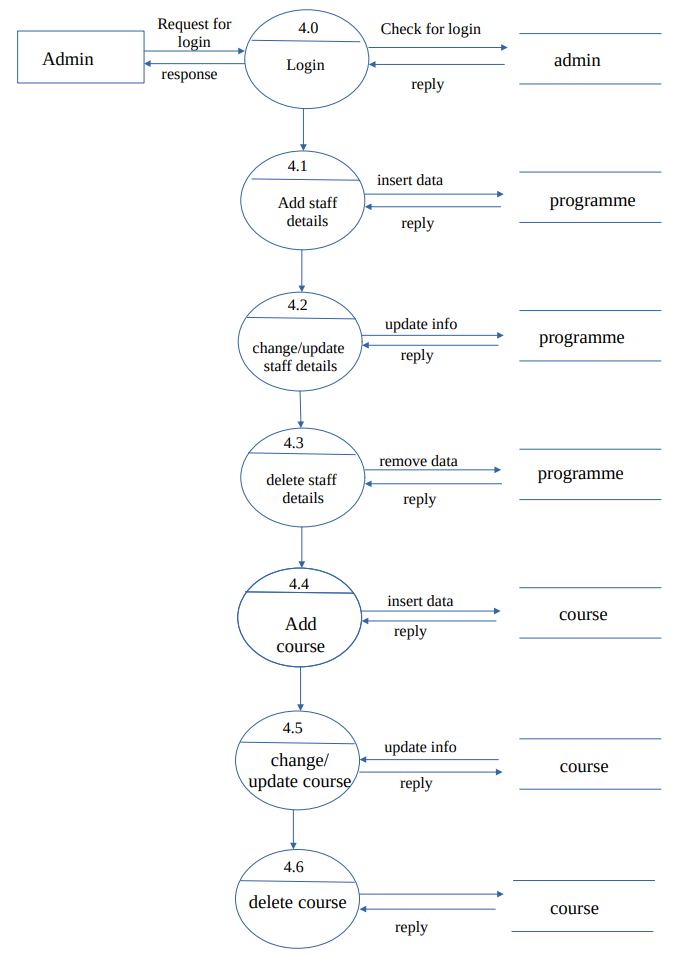 Request for
login
4.0
Check for login
Admin
Login
admin
response
reply
4.1
insert data
Add staff
details
programme
reply
4.2
update info
change/update
staff details
programme
reply
4.3
remove data
delete staff
details
programme
reply
4.4
insert data
Add
course
course
reply
4.5
update info
change/
update course
course
reply
4.6
delete course
course
reply